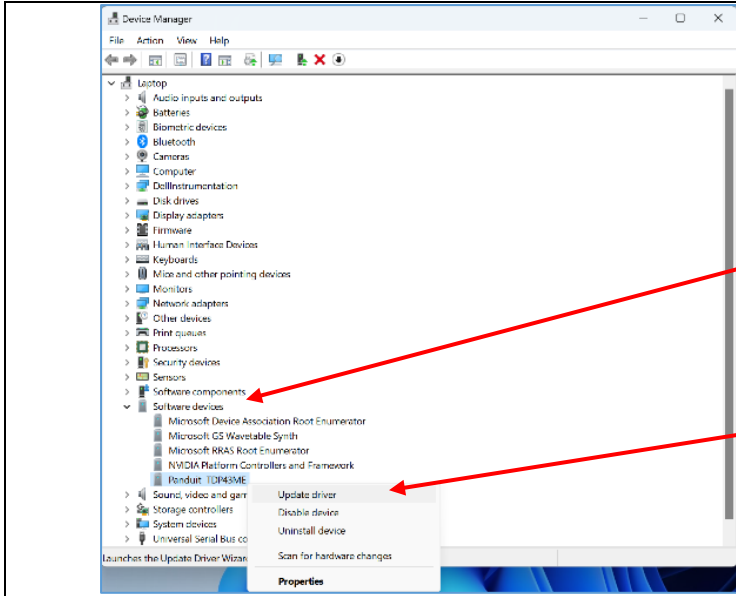 Device Manager
File Action View Help
Laptop
Audio inputs and outputs
Batteries
Biometric devices
Bluetooth
Cameras
Computer
DellInstrumentation
Disk drives
Display adapters
Firmware
Human Interface Devices
Keyboards
Mice and other pointing devices
Monitors
Network adapters
Other devices
Print queues
Processors
Security devices
Sensors
Software components
Software devices
Microsoft Device Association Root Enumerator
Microsoft GS Wavetable Synth
Microsoft RRAS Root Enumerator
NVIDIA Platform Controllers and Framework
Panduit TDP43ME
Sound, video and gam
Storage controllers
System devices
Universal Serial Bus co
Update driver
Disable device
Uninstall device
Scan for hardware changes
Properties
Launches the Update Driver Wizar